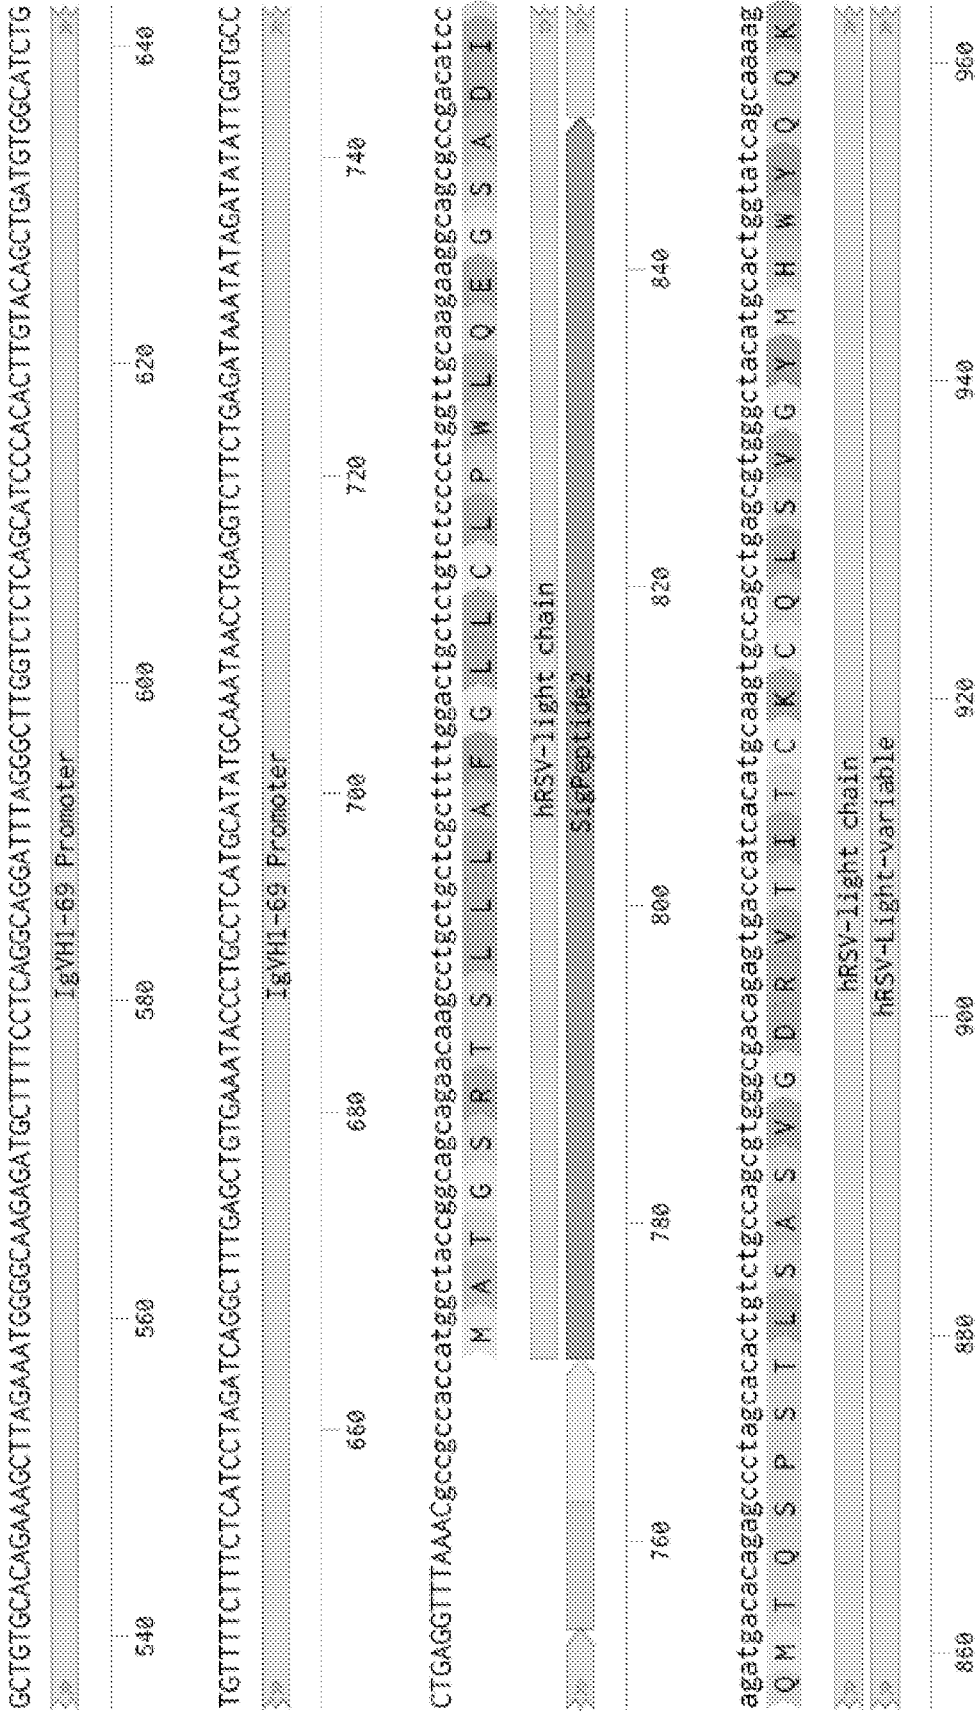 GCTGTGCACAGAAAGCTTAGAAATGGGGCAAGAGATGCTTTTCCTCAGGCAGGATTTAGGGCTTGGTCTCTCAGCATCCCACACTTGTACAGCTGATGTGGCATCTG
IgVH1-69 Promoter
540 560 580 600 620 640
TGTTTTCTTTCTCATCCTAGATCAGGCTTTGAGCTGTGAAATACCCTGCCTCATGCATATGCAAATAACCTGAGGTCTTCTGAGATAAATATAGATATATTGGTGCC
IgVH1-69 Promoter
660 680 700 720 740
CTGAGGTTTAAACgccgccaccatggctaccggcagcagaacaagcctgctgctcgcttttggactgctctgtctcccctggttgcaagaaggcagcgccgacatcc
M A T G S R T S L L L A F G L L C L P W L Q E G S A D I
hRSV-light chain
SigPeptide2
760 780 800 820 840
agatgacacagagccctagcacactgtctgccagcgtgggcgacagagtgaccatcacatgcaagtgccagctgagcgtgggctacatgcactggtatcagcaaaag
Q M T Q S P S T L S A S V G D R V T I T C K C Q L S V G Y M H W Y Q Q K
hRSV-light chain
hRSV-Light-variable
860 880 900 920 940 960